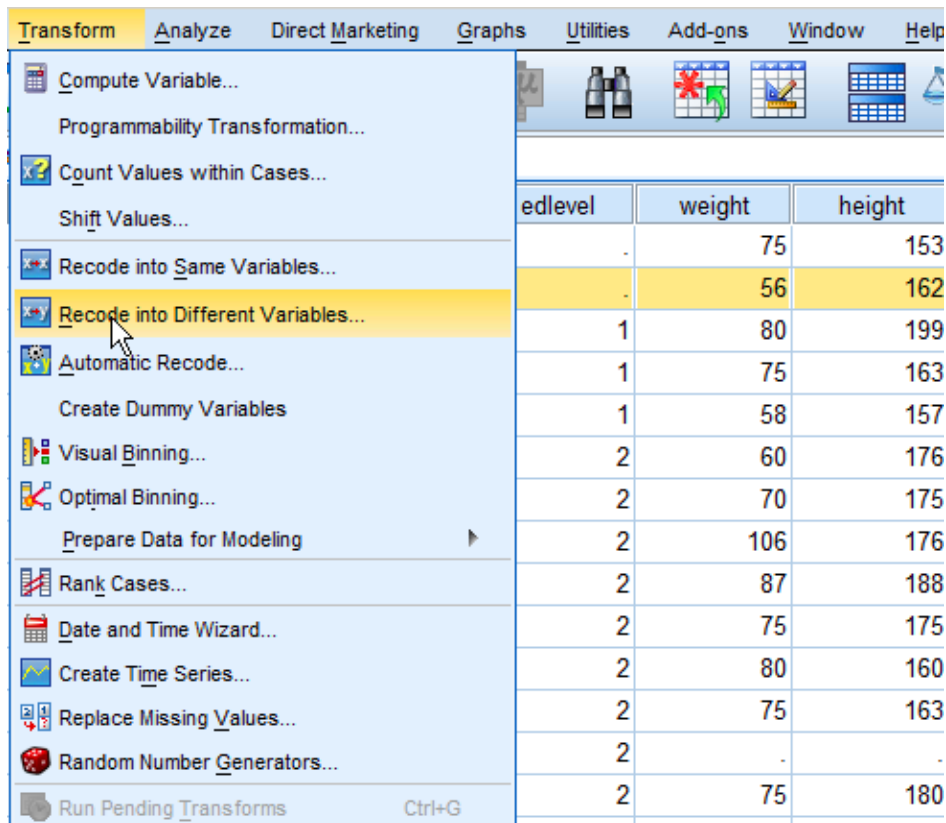 Transform Analyze Direct Marketing Graphs Utilities Add-ons Window Help
Compute Variable...
Programmability Transformation...
Count Values within Cases...
Shift Values...
Recode into Same Variables...
Recode into Different Variables...
Automatic Recode...
Create Dummy Variables
Visual Binning...
Optimal Binning...
Prepare Data for Modeling
Rank Cases...
Date and Time Wizard...
Create Time Series...
Replace Missing Values...
Random Number Generators...
Run Pending Transforms Ctrl+G
edlevel weight height
. 75 153
. 56 162
1 80 199
1 75 163
1 58 157
2 60 176
2 70 175
2 106 176
2 87 188
2 75 175
2 80 160
2 75 163
2 . .
2 75 180